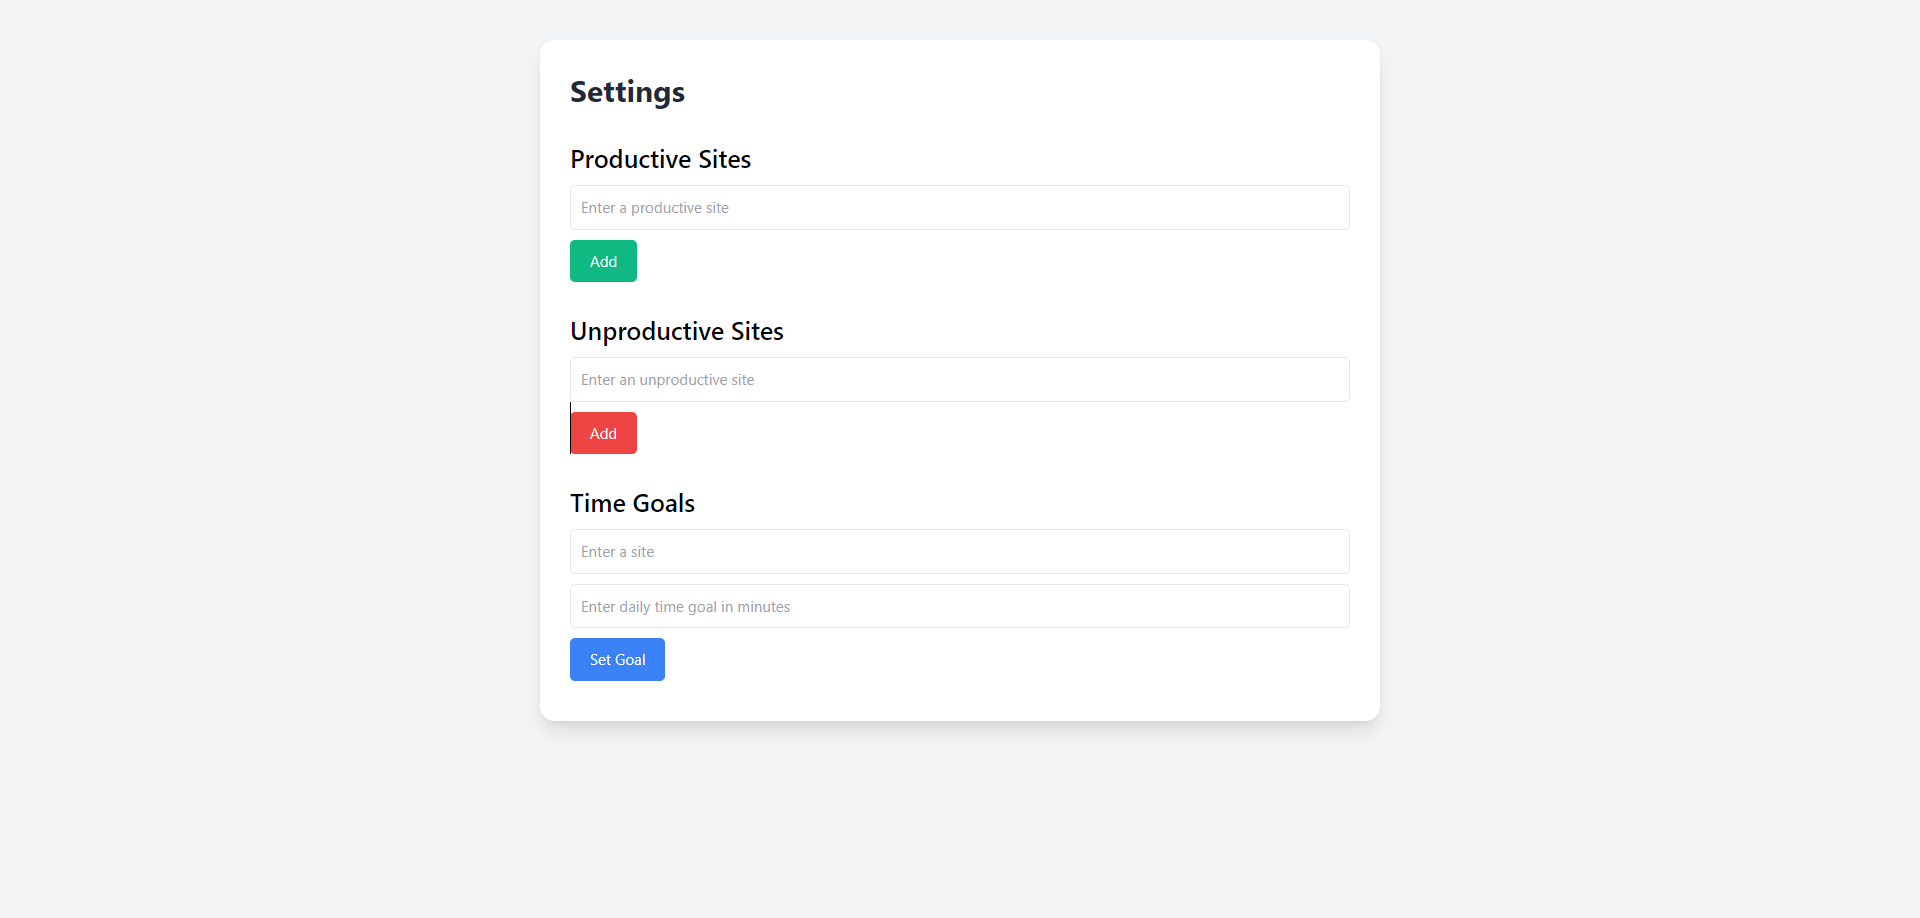 Settings
Productive Sites
Enter a productive site
Add
Unproductive Sites
Enter an unproductive site
Add
Time Goals
Enter a site
Enter daily time goal in minutes
Set Goal